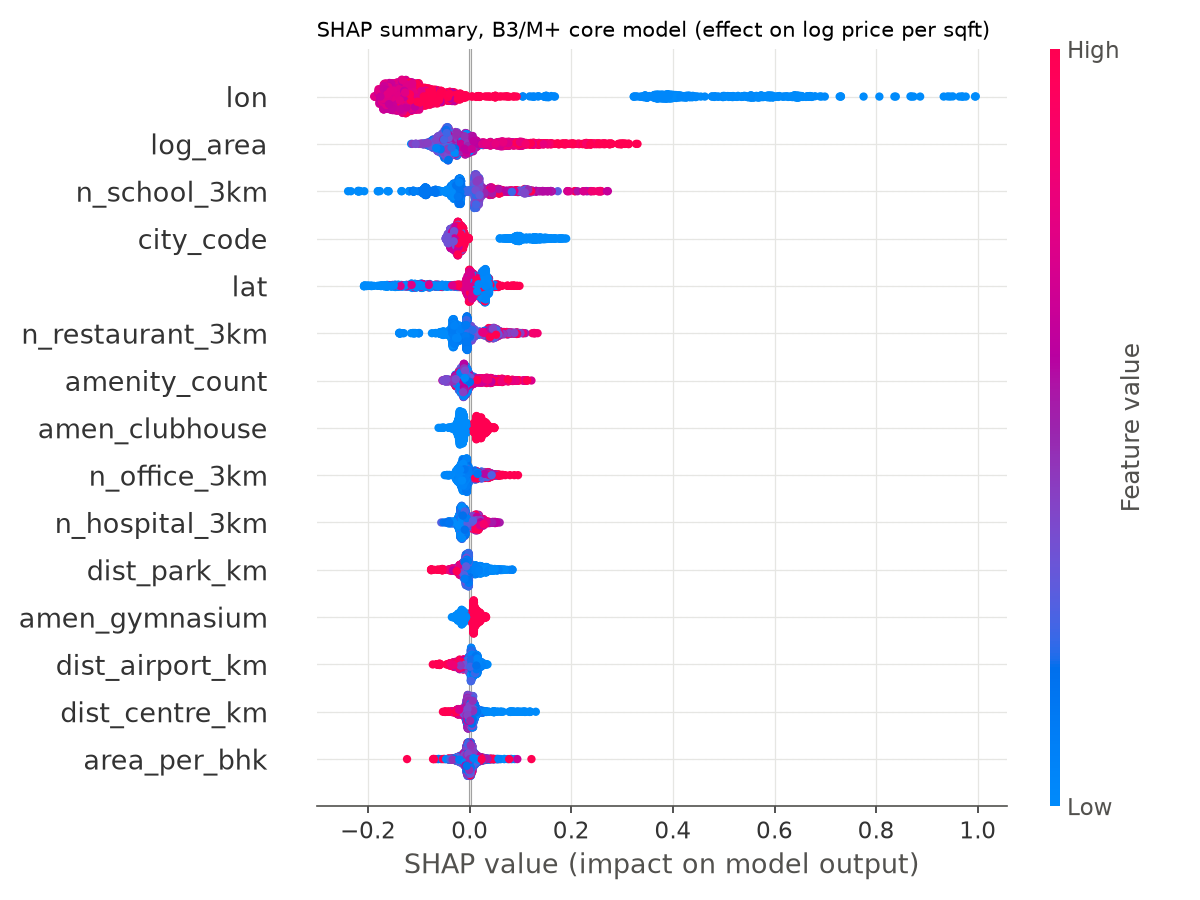 SHAP summary, B3/M+ core model (effect on log price per sqft)
High
lon
log_area
n_school_3km
city_code
lat
n_restaurant_3km
amenity_count
amen_clubhouse
n_office_3km
n_hospital_3km
dist_park_km
amen_gymnasium
dist_airport_km
dist_centre_km
area_per_bhk
Feature value
Low
−0.2 0.0 0.2 0.4 0.6 0.8 1.0
SHAP value (impact on model output)